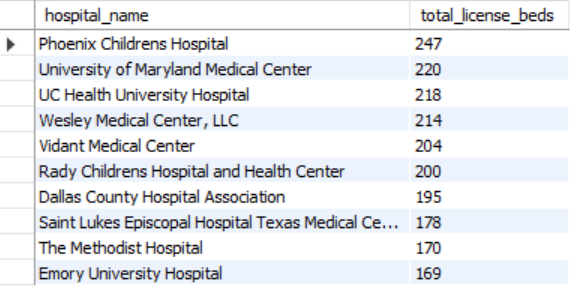 hospital_name total_license_beds
Phoenix Childrens Hospital 247
University of Maryland Medical Center 220
UC Health University Hospital 218
Wesley Medical Center, LLC 214
Vidant Medical Center 204
Rady Childrens Hospital and Health Center 200
Dallas County Hospital Association 195
Saint Lukes Episcopal Hospital Texas Medical Ce... 178
The Methodist Hospital 170
Emory University Hospital 169